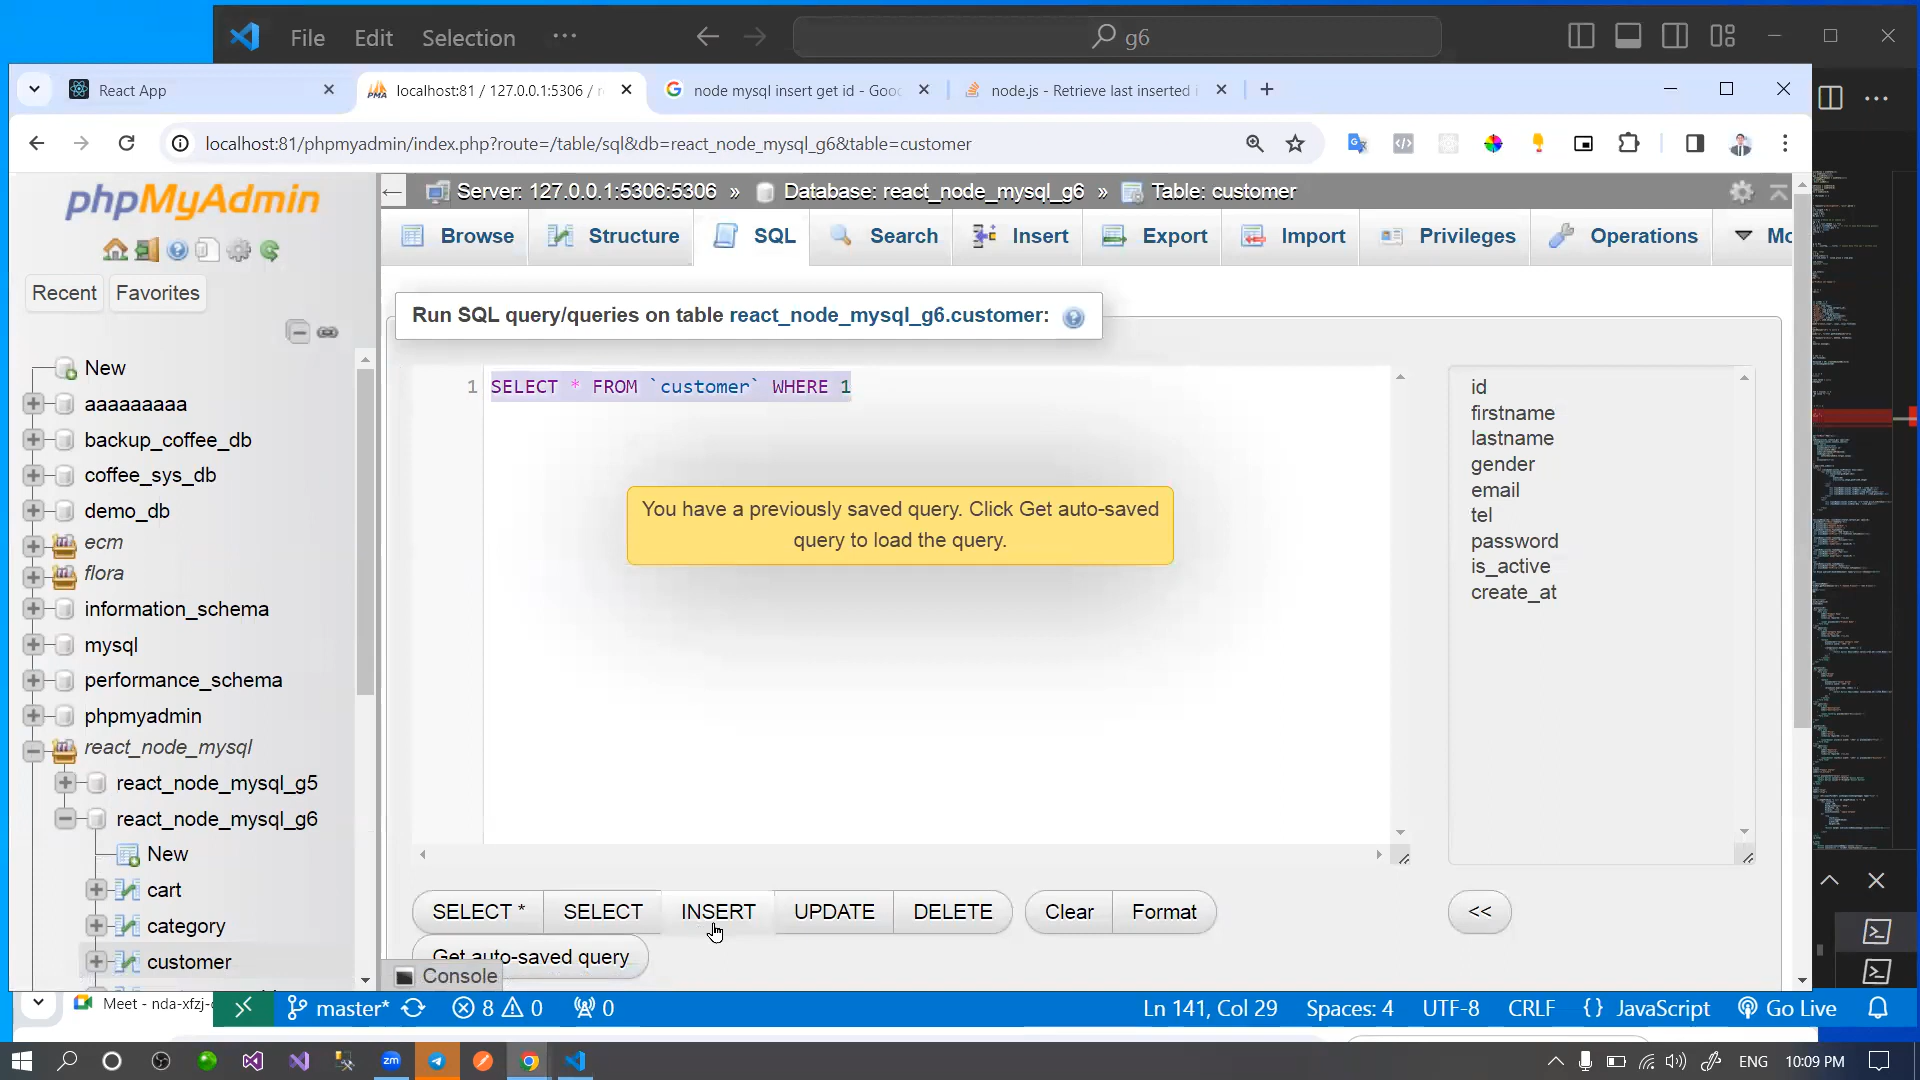 File Edit Selection ··· g6
React App
localhost:81 / 127.0.0.1:5306 / r
node mysql insert get id - Goo
node.js - Retrieve last inserted i
localhost:81/phpmyadmin/index.php?route=/table/sql&db=react_node_mysql_g6&table=customer
phpMyAdmin
Server: 127.0.0.1:5306:5306 » Database: react_node_mysql_g6 » Table: customer
Browse Structure SQL Search Insert Export Import Privileges Operations Mo
Recent Favorites
Run SQL query/queries on table react_node_mysql_g6.customer:
New
aaaaaaaaa
backup_coffee_db
coffee_sys_db
demo_db
ecm
flora
information_schema
mysql
performance_schema
phpmyadmin
react_node_mysql
react_node_mysql_g5
react_node_mysql_g6
New
cart
category
customer
1 SELECT * FROM `customer` WHERE 1
You have a previously saved query. Click Get auto-saved
query to load the query.
id
firstname
lastname
gender
email
tel
password
is_active
create_at
SELECT * SELECT INSERT UPDATE DELETE Clear Format <<
Get auto-saved query
Console
Meet - nda-xfzj-
master* 8 0 0 Ln 141, Col 29 Spaces: 4 UTF-8 CRLF {} JavaScript Go Live
zm ENG 10:09 PM